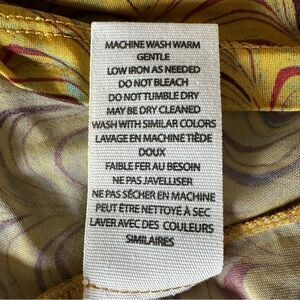 MACHINE WASH WARM
GENTLE
LOW IRON AS NEEDED
DO NOT BLEACH
DO NOT TUMBLE DRY
MAY BE DRY CLEANED
WASH WITH SIMILAR COLORS
LAVAGE EN MACHINE TIÈDE
DOUX
FAIBLE FER AU BESOIN
NE PAS JAVELLISER
NE PAS SÉCHER EN MACHINE
PEUT ÊTRE NETTOYÉ À SEC
LAVER AVEC DES COULEURS
SIMILAIRES